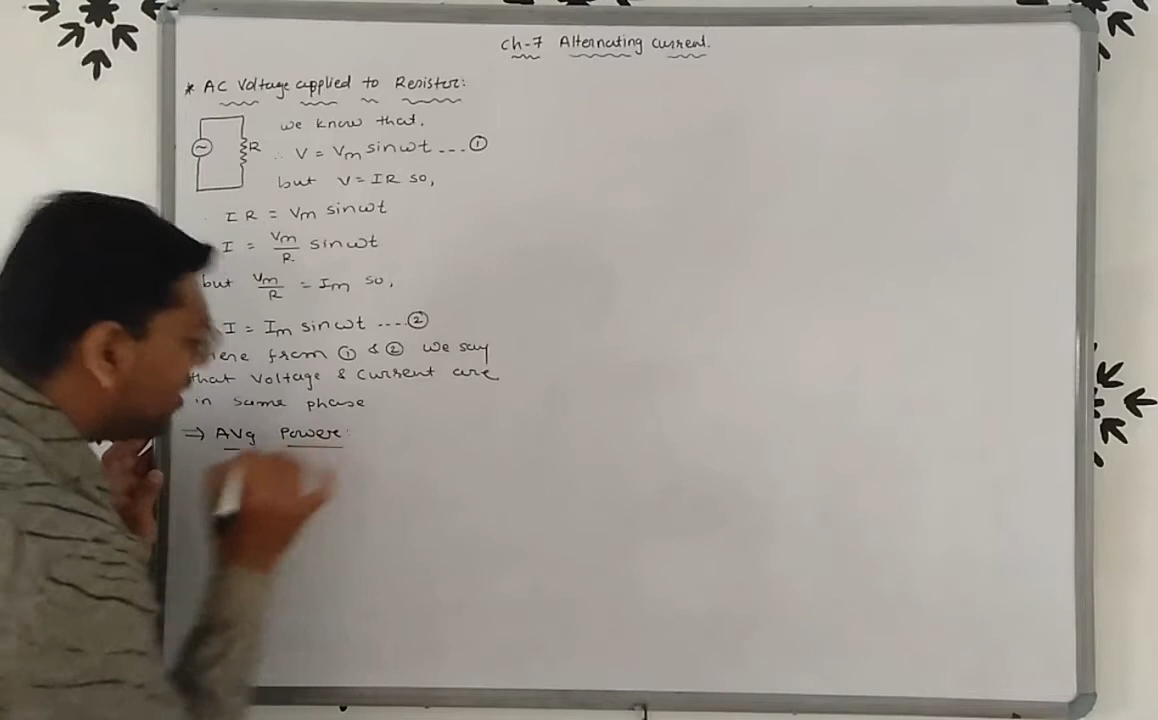 Ch-7 Alternating current.
* AC Voltage applied to Resistor:
we know that,
R
∴ V = Vm sinωt ---①
but V = IR so,
IR = Vm sinωt
I = Vm/R sinωt
but Vm/R = Im so,
I = Im sinωt ----②
from ① & ② we say
that Voltage & current are
in same phase
⇒ AVg Power: